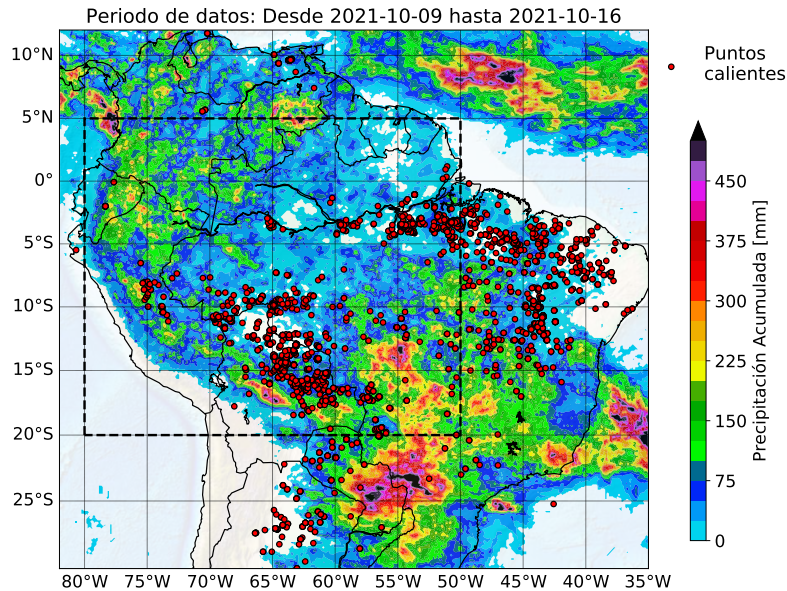 Periodo de datos: Desde 2021-10-09 hasta 2021-10-16
10°N
5°N
0°
5°S
10°S
15°S
20°S
25°S
80°W 75°W 70°W 65°W 60°W 55°W 50°W 45°W 40°W 35°W
Puntos
calientes
450
375
300
225
150
75
0
Precipitación Acumulada [mm]